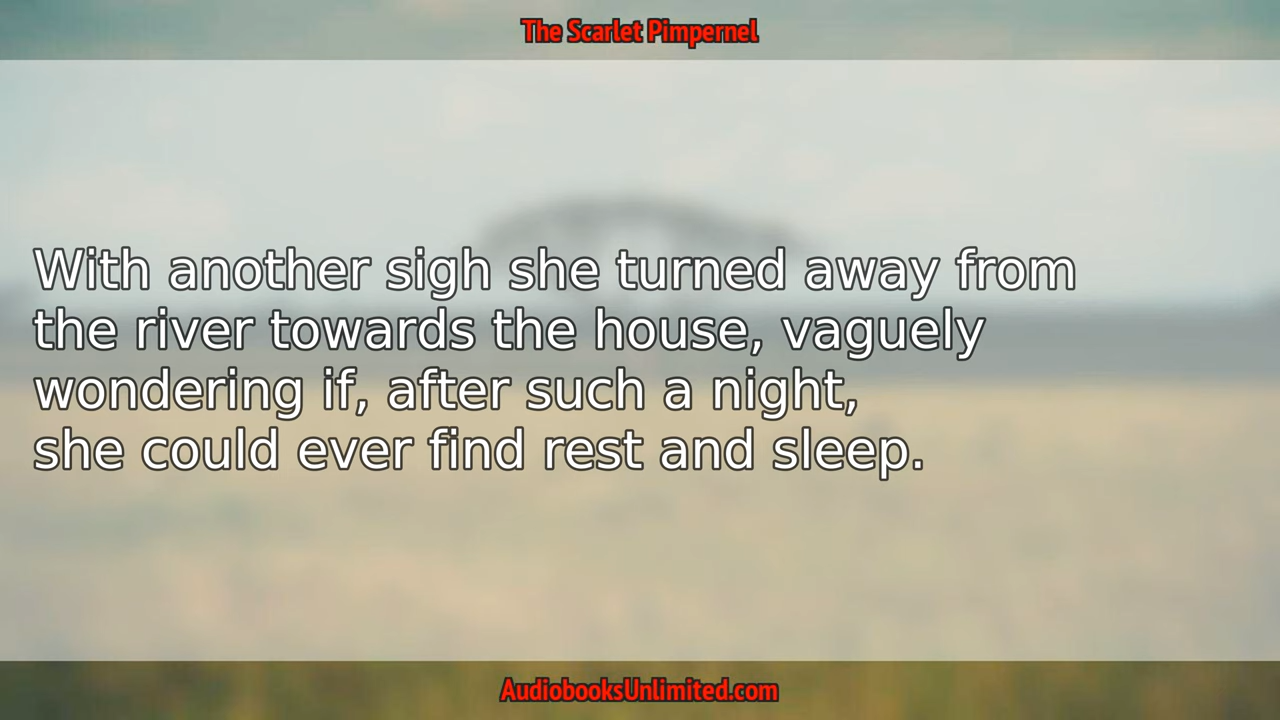 The Scarlet Pimpernel
With another sigh she turned away from
the river towards the house, vaguely
wondering if, after such a night,
she could ever find rest and sleep.
AudiobooksUnlimited.com